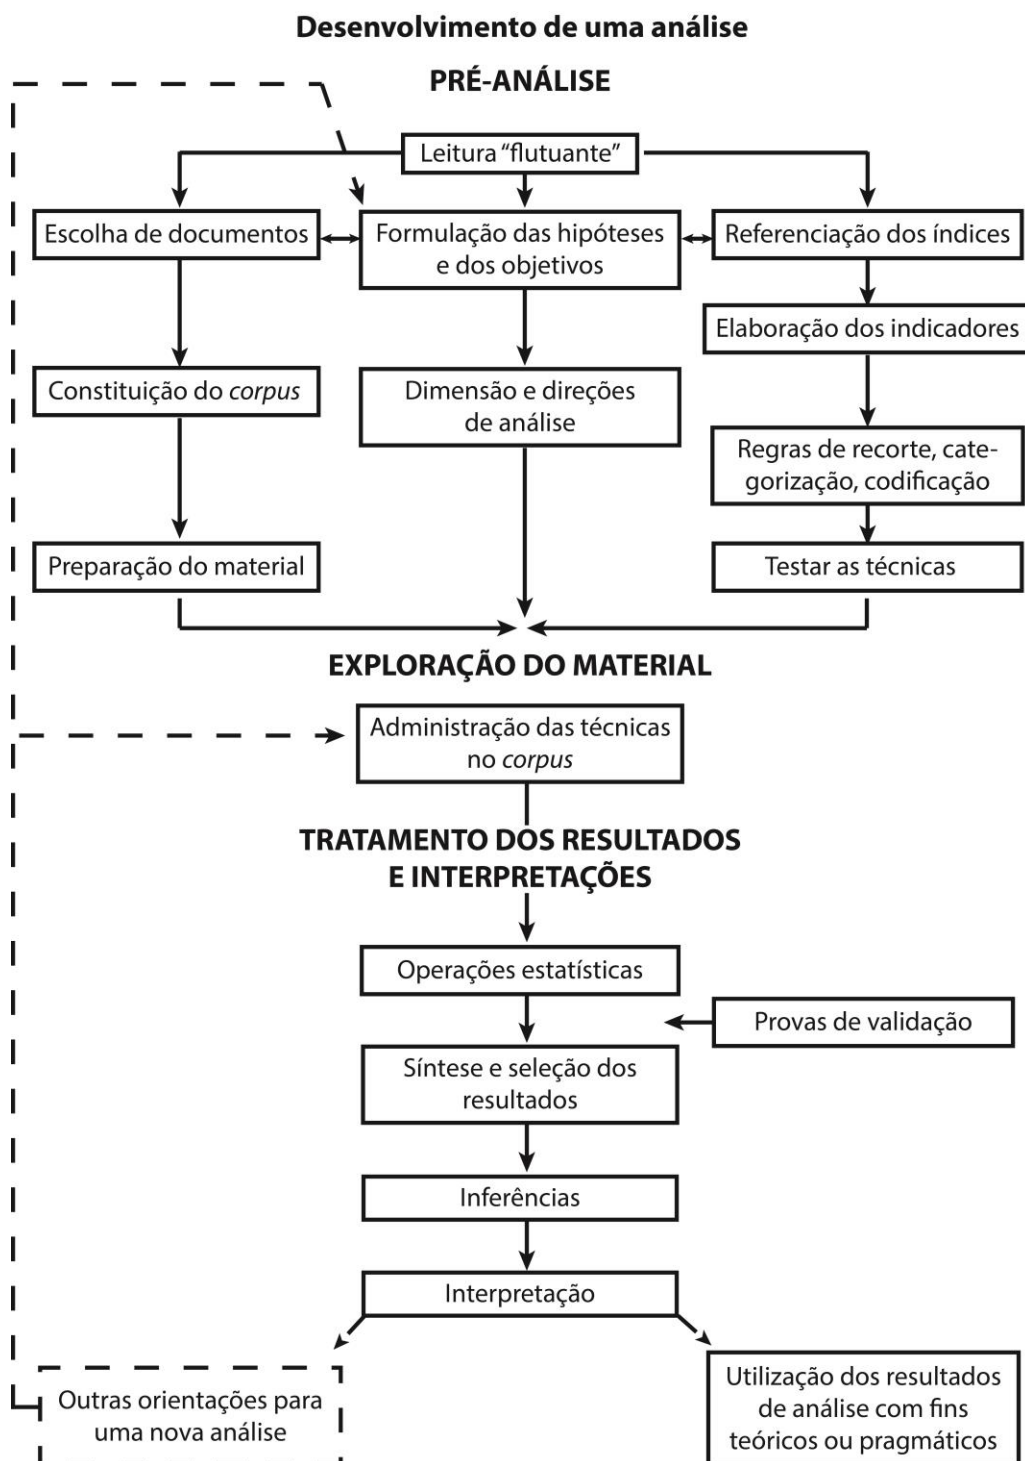 Desenvolvimento de uma análise
PRÉ-ANÁLISE
Leitura “flutuante”
Escolha de documentos
Formulação das hipóteses
e dos objetivos
Referenciação dos índices
Elaboração dos indicadores
Constituição do corpus
Dimensão e direções
de análise
Regras de recorte, cate-
gorização, codificação
Preparação do material
Testar as técnicas
EXPLORAÇÃO DO MATERIAL
Administração das técnicas
no corpus
TRATAMENTO DOS RESULTADOS
E INTERPRETAÇÕES
Operações estatísticas
Provas de validação
Síntese e seleção dos
resultados
Inferências
Interpretação
Outras orientações para
uma nova análise
Utilização dos resultados
de análise com fins
teóricos ou pragmáticos